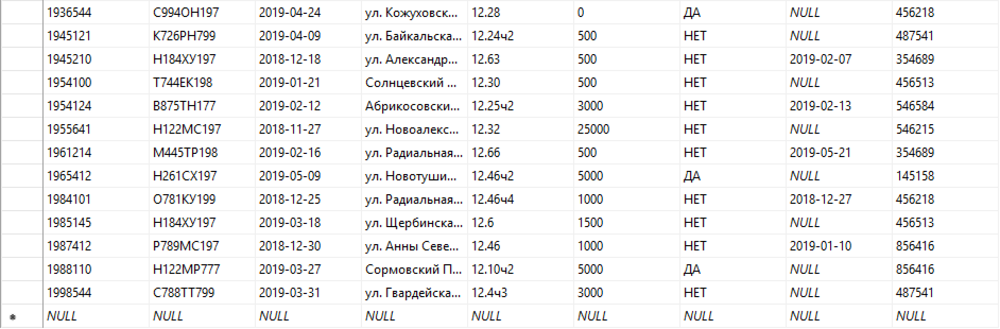 1936544 С994ОН197 2019-04-24 ул. Кожуховск... 12.28 0 ДА NULL 456218
1945121 К726РН799 2019-04-09 ул. Байкальска... 12.24ч2 500 НЕТ NULL 487541
1945210 Н184ХУ197 2018-12-18 ул. Александр... 12.63 500 НЕТ 2019-02-07 354689
1954100 Т744ЕК198 2019-01-21 Солнцевский ... 12.30 500 НЕТ NULL 456513
1954124 В875ТН177 2019-02-12 Абрикосовски... 12.25ч2 3000 НЕТ 2019-02-13 546584
1955641 Н122МС197 2018-11-27 ул. Новоалекс... 12.32 25000 НЕТ NULL 546215
1961214 М445ТР198 2019-02-16 ул. Радиальная... 12.66 500 НЕТ 2019-05-21 354689
1965412 Н261СХ197 2019-05-09 ул. Новотуши... 12.46ч2 5000 ДА NULL 145158
1984101 О781КУ199 2018-12-25 ул. Радиальная... 12.46ч4 1000 НЕТ 2018-12-27 456218
1985145 Н184ХУ197 2019-03-18 ул. Щербинска... 12.6 1500 НЕТ NULL 456513
1987412 Р789МС197 2018-12-30 ул. Анны Севе... 12.46 1000 НЕТ 2019-01-10 856416
1988110 Н122МР777 2019-03-27 Сормовский П... 12.10ч2 5000 ДА NULL 856416
1998544 С788ТТ799 2019-03-31 ул. Гвардейска... 12.4ч3 3000 НЕТ NULL 487541
NULL NULL NULL NULL NULL NULL NULL NULL NULL